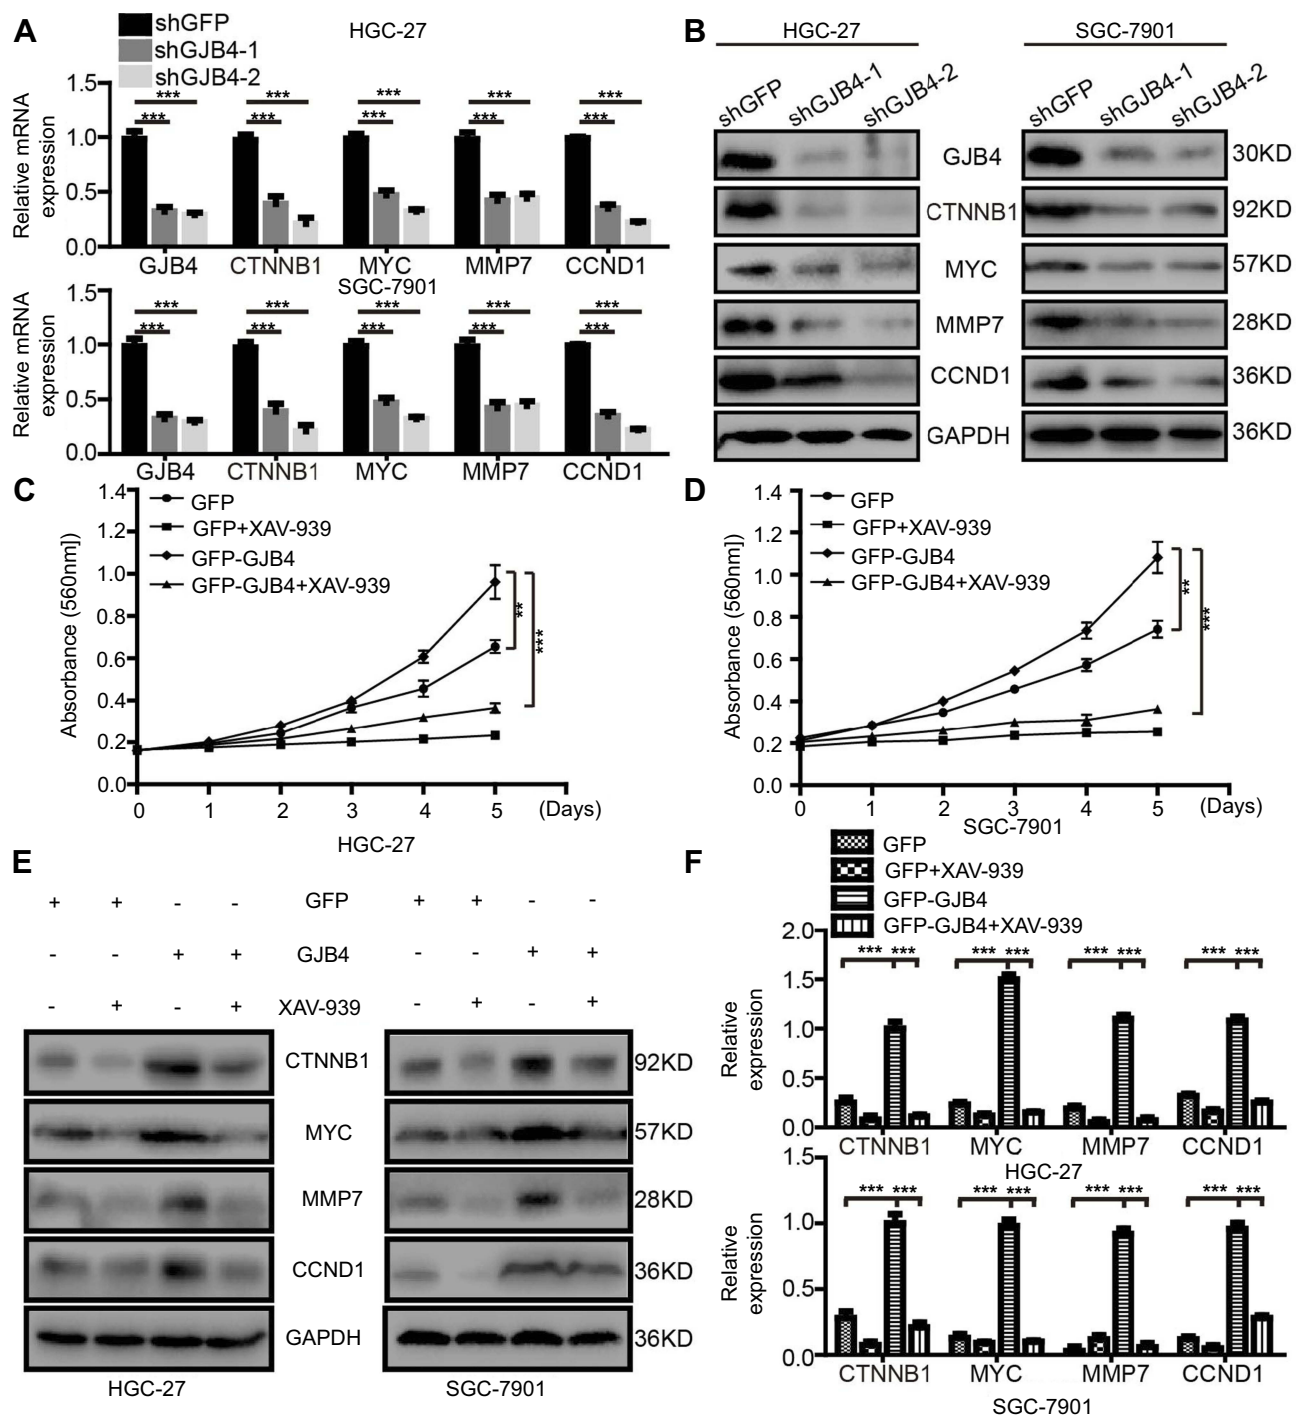 A
shGFP
shGJB4-1
shGJB4-2
HGC-27
Relative mRNA
expression
1.5
1.0
0.5
0.0
*** *** *** *** ***
*** *** *** *** ***
GJB4 CTNNB1 MYC MMP7 CCND1
SGC-7901
Relative mRNA
expression
1.5
1.0
0.5
0.0
*** *** *** *** ***
*** *** *** *** ***
GJB4 CTNNB1 MYC MMP7 CCND1
B
HGC-27 SGC-7901
shGFP shGJB4-1 shGJB4-2 shGFP shGJB4-1 shGJB4-2
GJB4 30KD
CTNNB1 92KD
MYC 57KD
MMP7 28KD
CCND1 36KD
GAPDH 36KD
C
GFP
GFP+XAV-939
GFP-GJB4
GFP-GJB4+XAV-939
Absorbance (560nm])
1.4
1.2
1.0
0.8
0.6
0.4
0.2
0.0
**
***
0 1 2 3 4 5 (Days)
HGC-27
D
GFP
GFP+XAV-939
GFP-GJB4
GFP-GJB4+XAV-939
Absorbance (560nm])
1.4
1.2
1.0
0.8
0.6
0.4
0.2
0.0
**
***
0 1 2 3 4 5 (Days)
SGC-7901
E
+ + - - GFP + + - -
- - + + GJB4 - - + +
- + - + XAV-939 - + - +
CTNNB1 92KD
MYC 57KD
MMP7 28KD
CCND1 36KD
GAPDH 36KD
HGC-27 SGC-7901
F
GFP
GFP+XAV-939
GFP-GJB4
GFP-GJB4+XAV-939
Relative
expression
2.0
1.5
1.0
0.5
0.0
*** *** *** *** *** *** *** ***
CTNNB1 MYC MMP7 CCND1
HGC-27
Relative
expression
1.5
1.0
0.5
0.0
*** *** *** *** *** *** *** ***
CTNNB1 MYC MMP7 CCND1
SGC-7901